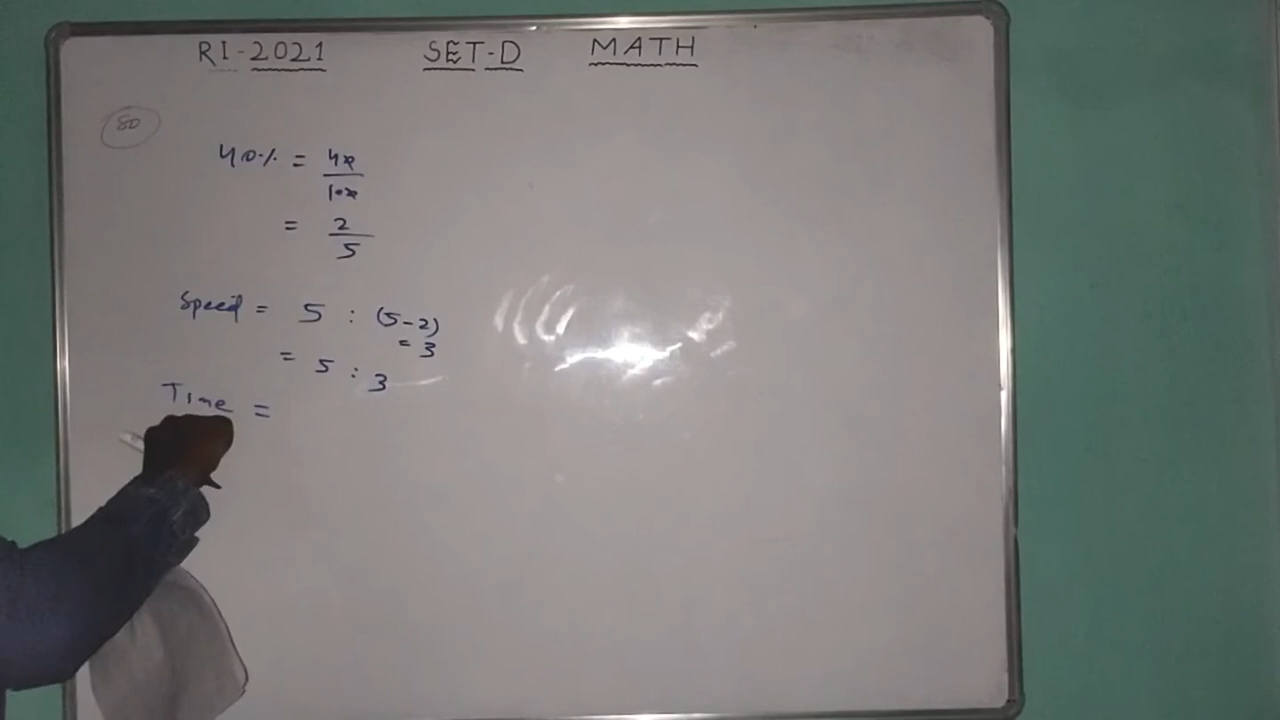 RI-2021 SET-D MATH
80
40% = 40/100
= 2/5
Speed = 5 : (5-2)
= 3
= 5 : 3
Time =